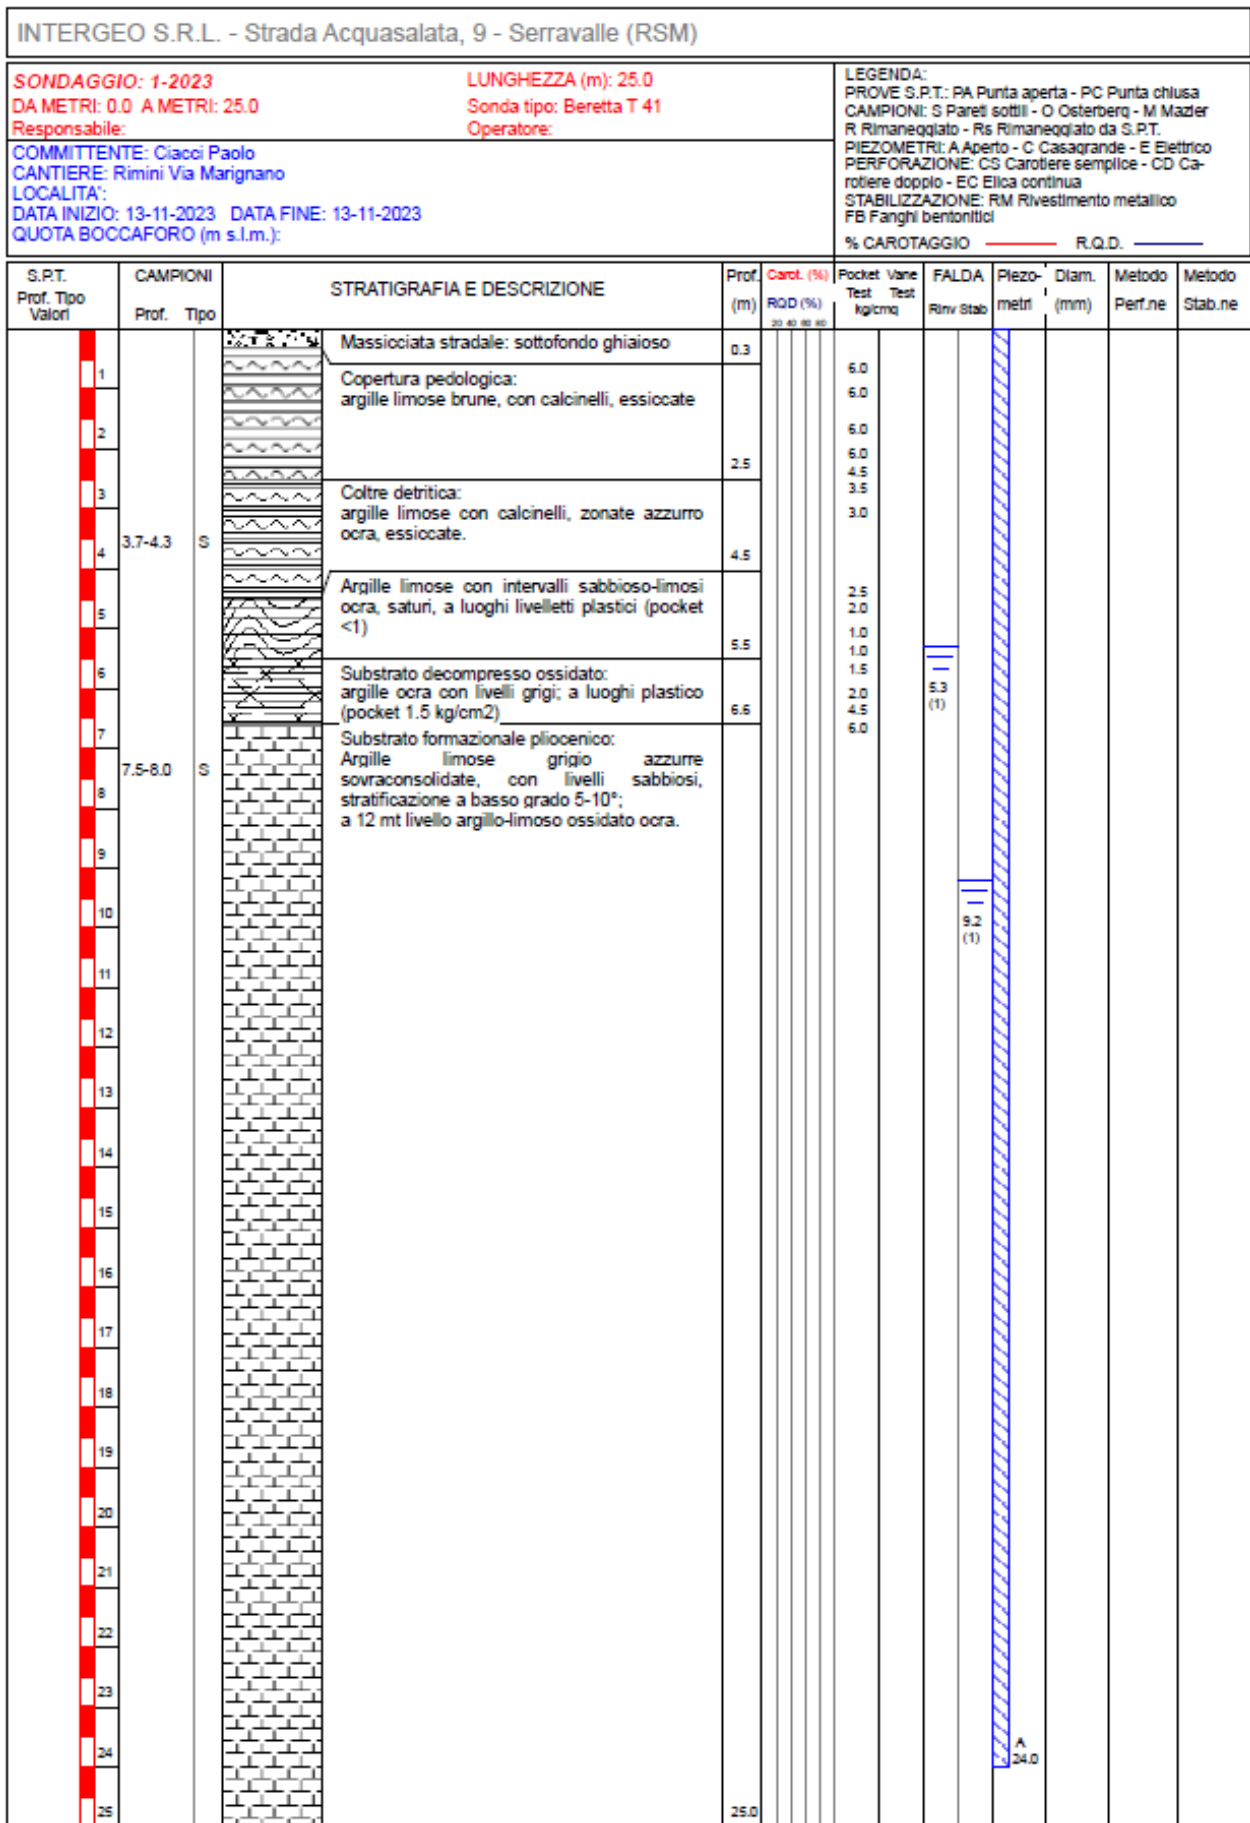 INTERGEO S.R.L. - Strada Acquasalata, 9 - Serravalle (RSM)
SONDAGGIO: 1-2023 LUNGHEZZA (m): 25.0
DA METRI: 0.0 A METRI: 25.0 Sonda tipo: Beretta T 41
Responsabile: Operatore:
COMMITTENTE: Ciacci Paolo
CANTIERE: Rimini Via Marignano
LOCALITA':
DATA INIZIO: 13-11-2023 DATA FINE: 13-11-2023
QUOTA BOCCAFORO (m s.l.m.):
LEGENDA:
PROVE S.P.T.: PA Punta aperta - PC Punta chiusa
CAMPIONI: S Pareti sottili - O Osterberg - M Mazier
R Rimaneggiato - Rs Rimaneggiato da S.P.T.
PIEZOMETRI: A Aperto - C Casagrande - E Elettrico
PERFORAZIONE: CS Carotiere semplice - CD Ca-
rotiere doppio - EC Elica continua
STABILIZZAZIONE: RM Rivestimento metallico
FB Fanghi bentonitici
% CAROTAGGIO R.Q.D.
S.P.T.
Prof. Tipo
Valori
CAMPIONI
Prof. Tipo
STRATIGRAFIA E DESCRIZIONE
Prof.
(m)
Carot. (%)
RQD (%)
20 40 60 80
Pocket Vane
Test Test
kg/cmq
FALDA
Rinv Stab
Piezo-
metri
Diam.
(mm)
Metodo
Perf.ne
Metodo
Stab.ne
Massicciata stradale: sottofondo ghiaioso
0.3
Copertura pedologica:
argille limose brune, con calcinelli, essiccate
2.5
Coltre detritica:
argille limose con calcinelli, zonate azzurro
ocra, essiccate.
4.5
Argille limose con intervalli sabbioso-limosi
ocra, saturi, a luoghi livelletti plastici (pocket
<1)
5.5
Substrato decompresso ossidato:
argille ocra con livelli grigi; a luoghi plastico
(pocket 1.5 kg/cm2)
6.6
Substrato formazionale pliocenico:
Argille limose grigio azzurre
sovraconsolidate, con livelli sabbiosi,
stratificazione a basso grado 5-10°;
a 12 mt livello argillo-limoso ossidato ocra.
25.0
1
2
3
4
5
6
7
8
9
10
11
12
13
14
15
16
17
18
19
20
21
22
23
24
25
3.7-4.3 S
7.5-8.0 S
6.0
6.0
6.0
6.0
4.5
3.5
3.0
2.5
2.0
1.0
1.0
1.5
2.0
4.5
6.0
5.3
(1)
9.2
(1)
A
24.0